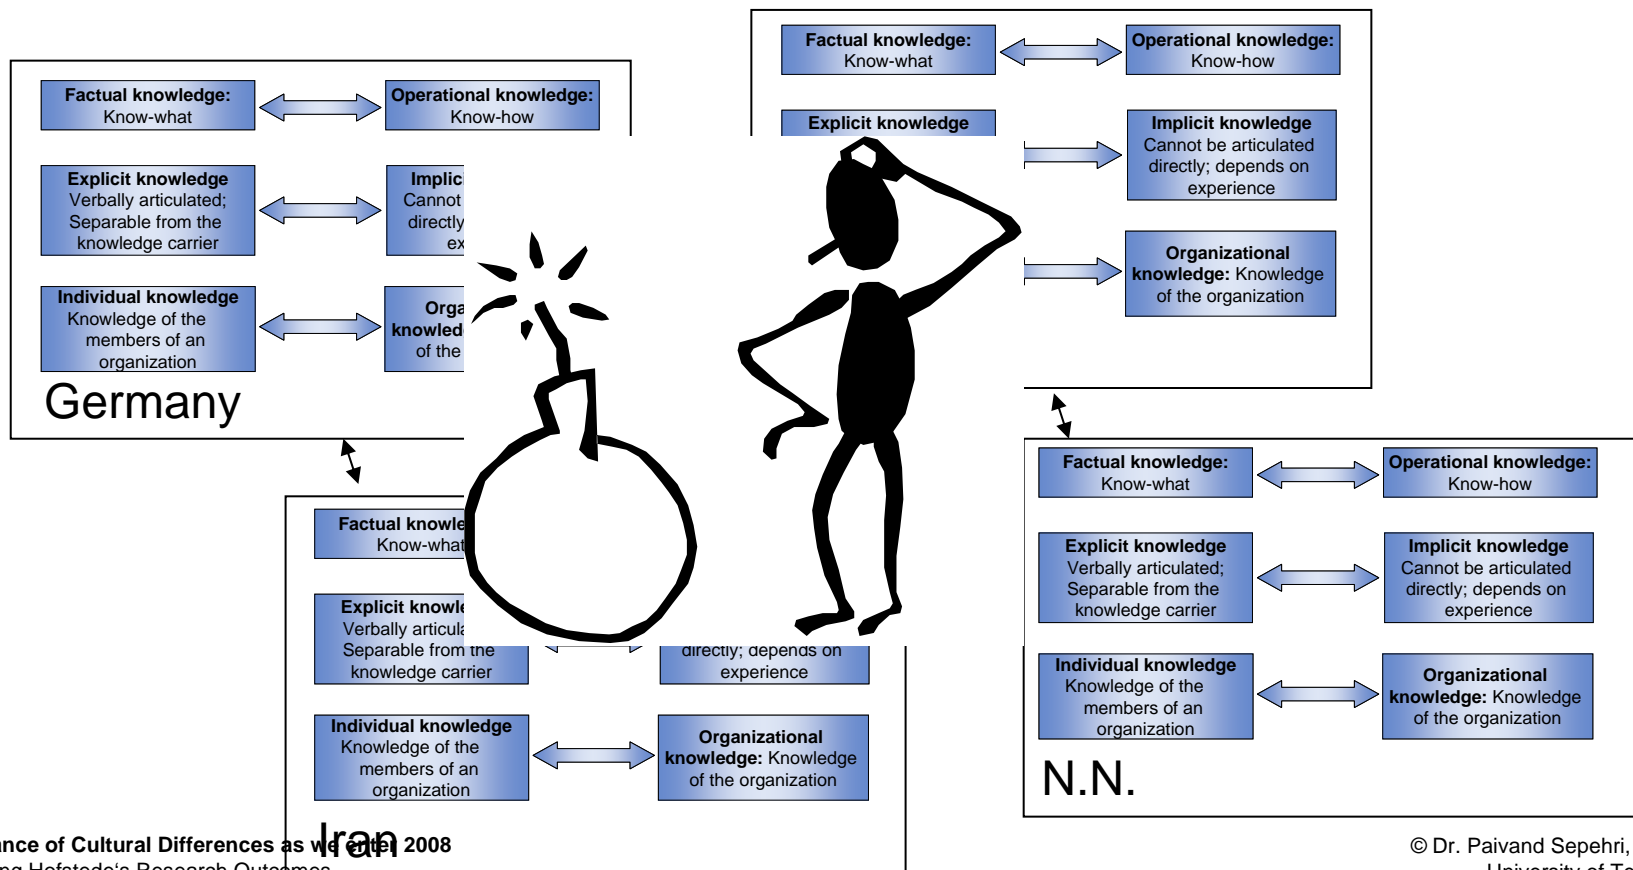 Factual knowledge:
Know-what
Operational knowledge:
Know-how
Explicit knowledge
Verbally articulated;
Separable from the
knowledge carrier
Cannot
directly
Individual knowledge
Knowledge of the
members of an
organization
of the
Germany
Factual knowledge:
Know-what
Operational knowledge:
Know-how
Explicit knowledge
Implicit knowledge
Cannot be articulated
directly; depends on
experience
Organizational
knowledge: Knowledge
of the organization
Factual
Know-what
Explicit
Verbally
Separable from the
knowledge carrier
directly; depends on
experience
Individual knowledge
Knowledge of the
members of an
organization
Organizational
knowledge: Knowledge
of the organization
Iran
Factual knowledge:
Know-what
Operational knowledge:
Know-how
Explicit knowledge
Verbally articulated;
Separable from the
knowledge carrier
Implicit knowledge
Cannot be articulated
directly; depends on
experience
Individual knowledge
Knowledge of the
members of an
organization
Organizational
knowledge: Knowledge
of the organization
N.N.
of Cultural Differences as we enter 2008
Hofstede's Research Outcomes
© Dr. Paivand Sepehri,
University of